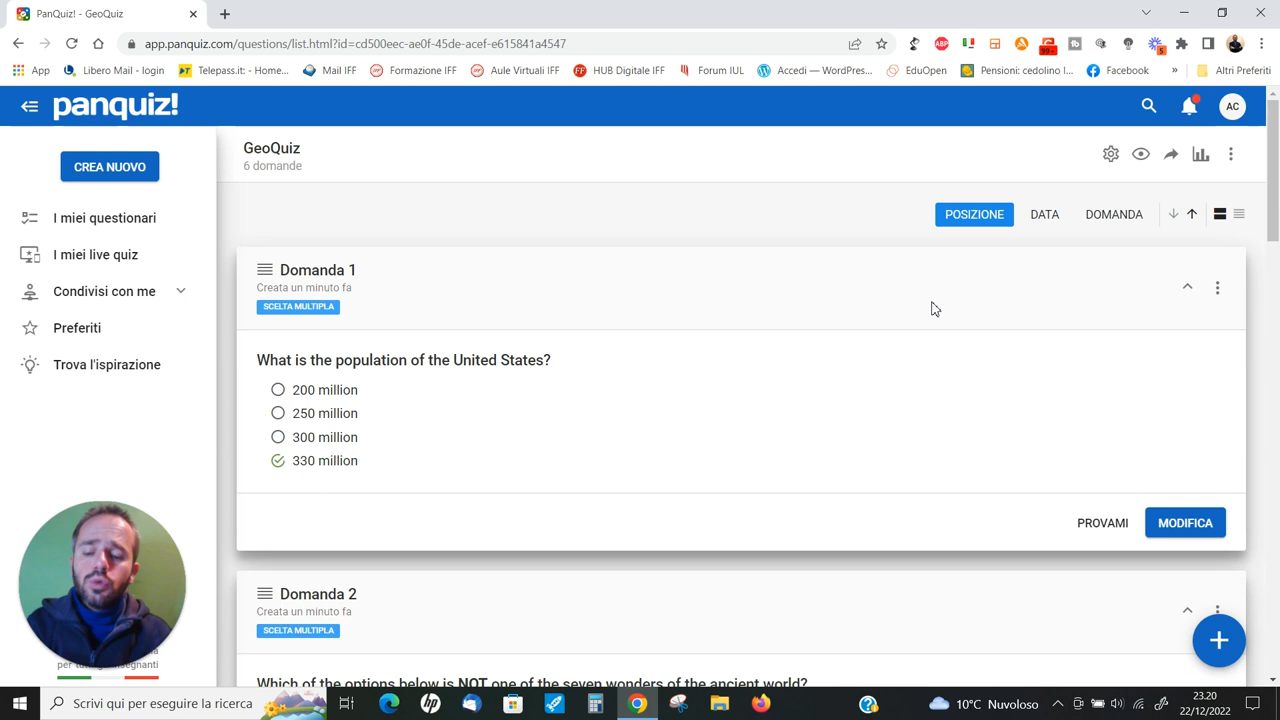 PanQuiz! - GeoQuiz
app.panquiz.com/questions/list.html?id=cd500eec-ae0f-45de-acef-e615841a4547
ABP
99+
5
App
Libero Mail - login
Telepass.it: - Home...
Mail IFF
Formazione IFF
Aule Virtuali IFF
HUB Digitale IFF
Forum IUL
Accedi — WordPres...
EduOpen
Pensioni: cedolino I...
Facebook
»
Altri Preferiti
panquiz!
AC
CREA NUOVO
I miei questionari
I miei live quiz
Condivisi con me
Preferiti
Trova l'ispirazione
GeoQuiz
6 domande
POSIZIONE
DATA
DOMANDA
Domanda 1
Creata un minuto fa
SCELTA MULTIPLA
What is the population of the United States?
200 million
250 million
300 million
330 million
PROVAMI
MODIFICA
Domanda 2
Creata un minuto fa
SCELTA MULTIPLA
Which of the options below is NOT one of the seven wonders of the ancient world?
Scrivi qui per eseguire la ricerca
10°C Nuvoloso
23.20
22/12/2022